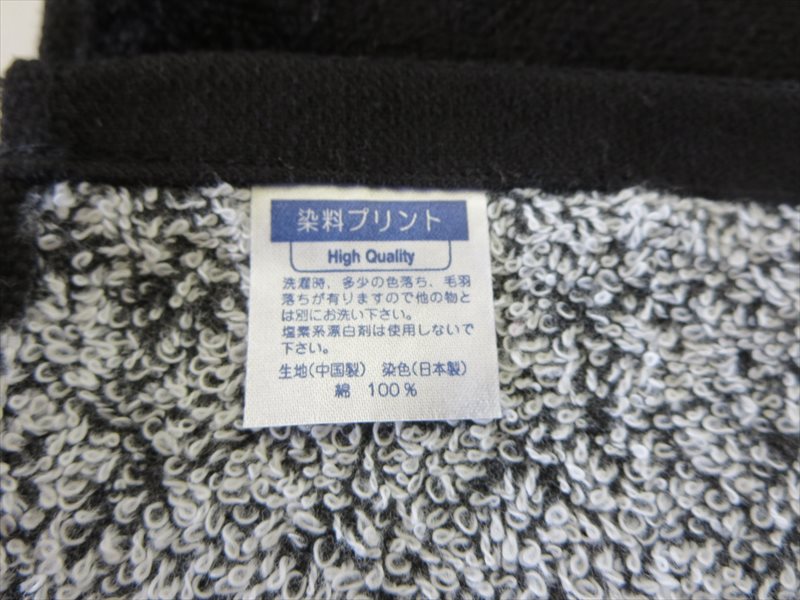 染料プリント
High Quality
洗濯時、多少の色落ち、毛羽
落ちが有りますので他の物と
は別にお洗い下さい。
塩素系漂白剤は使用しないで
下さい。
生地(中国製) 染色(日本製)
綿 100%